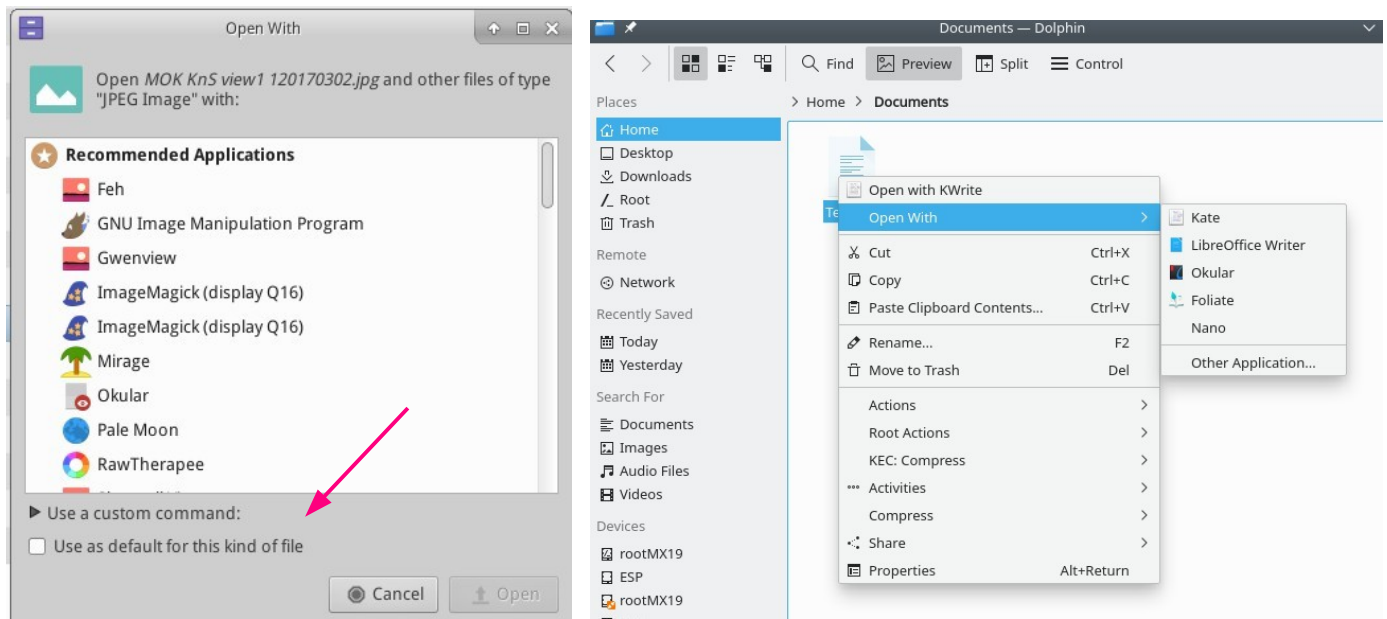 Open With
Open MOK KnS view1 120170302.jpg and other files of type
"JPEG Image" with:
Recommended Applications
Feh
GNU Image Manipulation Program
Gwenview
ImageMagick (display Q16)
ImageMagick (display Q16)
Mirage
Okular
Pale Moon
RawTherapee
Use a custom command:
Use as default for this kind of file
Cancel
Open
Documents — Dolphin
Find
Preview
Split
Control
Places
Home
Desktop
Downloads
Root
Trash
Remote
Network
Recently Saved
Today
Yesterday
Search For
Documents
Images
Audio Files
Videos
Devices
rootMX19
ESP
rootMX19
> Home > Documents
Te
Open with KWrite
Open With
Cut Ctrl+X
Copy Ctrl+C
Paste Clipboard Contents... Ctrl+V
Rename... F2
Move to Trash Del
Actions
Root Actions
KEC: Compress
Activities
Compress
Share
Properties Alt+Return
Kate
LibreOffice Writer
Okular
Foliate
Nano
Other Application...